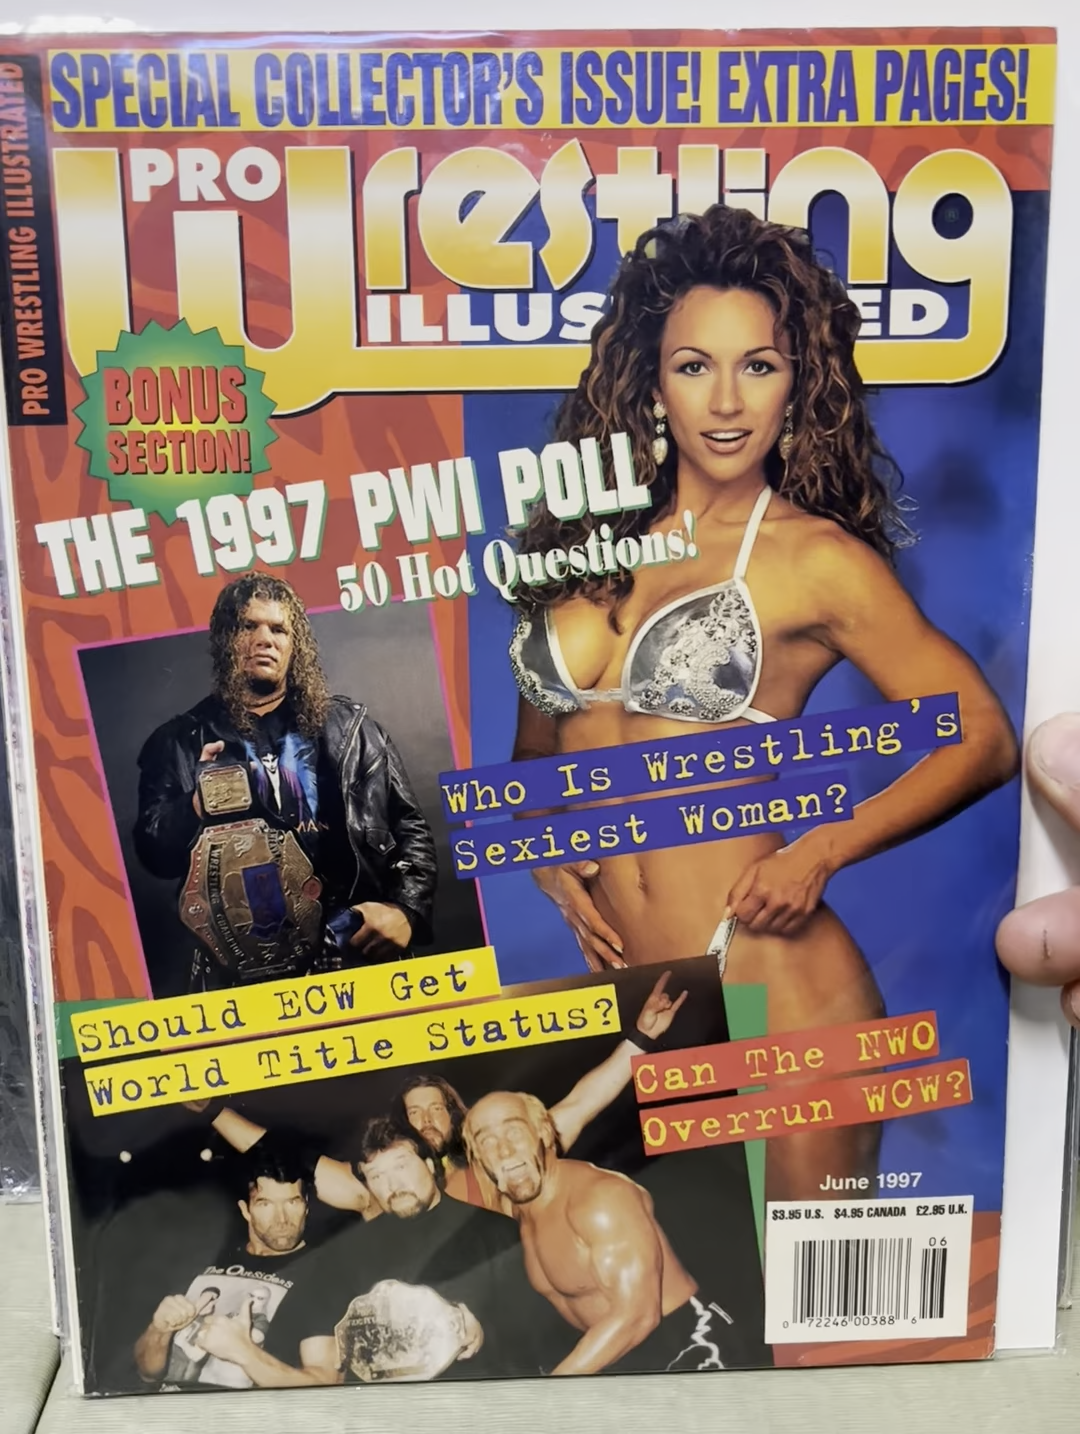 SPECIAL COLLECTOR'S ISSUE! EXTRA PAGES!
PRO WRESTLING ILLUSTRATED
PRO
Wrestling
ILLUS ED
BONUS
SECTION!
THE 1997 PWI POLL
50 Hot Questions!
Who Is Wrestling's
Sexiest Woman?
Should ECW Get
World Title Status?
Can The NWO
Overrun WCW?
The Outsiders
June 1997
$3.95 U.S. $4.95 CANADA £2.95 U.K.
06
0 72246 00388 6